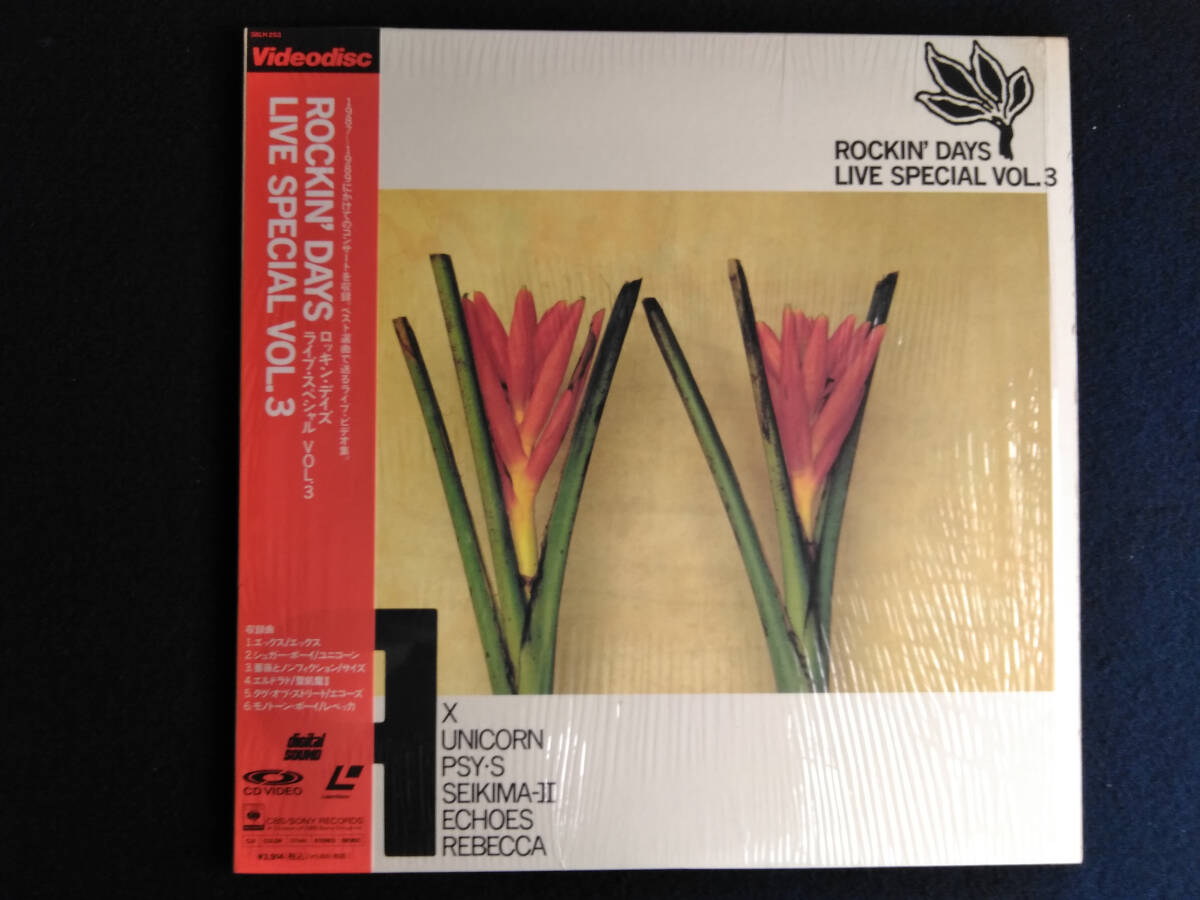 Videodisc
ROCKIN' DAYS
LIVE SPECIAL VOL.3
ロッキン・デイズ
ライブ・スペシャル VOL.3
収録曲
1.エックス/エックス
2.シュガー・ボーイ/ユニコーン
3.薔薇とノンフィクション/サイズ
4.エルドラド/聖飢魔II
5.タグ・オブ・ストリート/エコーズ
6.モノトーン・ボーイ/レベッカ
digital
SOUND
CD VIDEO
CBS/SONY RECORDS
ROCKIN' DAYS
LIVE SPECIAL VOL.3
X
UNICORN
PSY・S
SEIKIMA-II
ECHOES
REBECCA